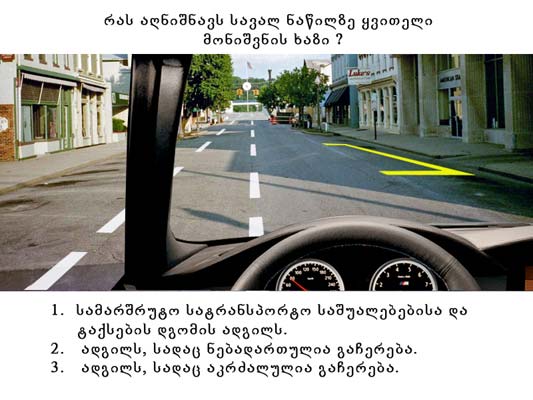 რას აღნიშნავს სავალ ნაწილზე ყვითელი
მონიშვნის ხაზი ?
Luke's
1. სამარშრუტო სატრანსპორტო საშუალებებისა და
ტაქსების დგომის ადგილს.
2. ადგილს, სადაც ნებადართულია გაჩერება.
3. ადგილს, სადაც აკრძალულია გაჩერება.